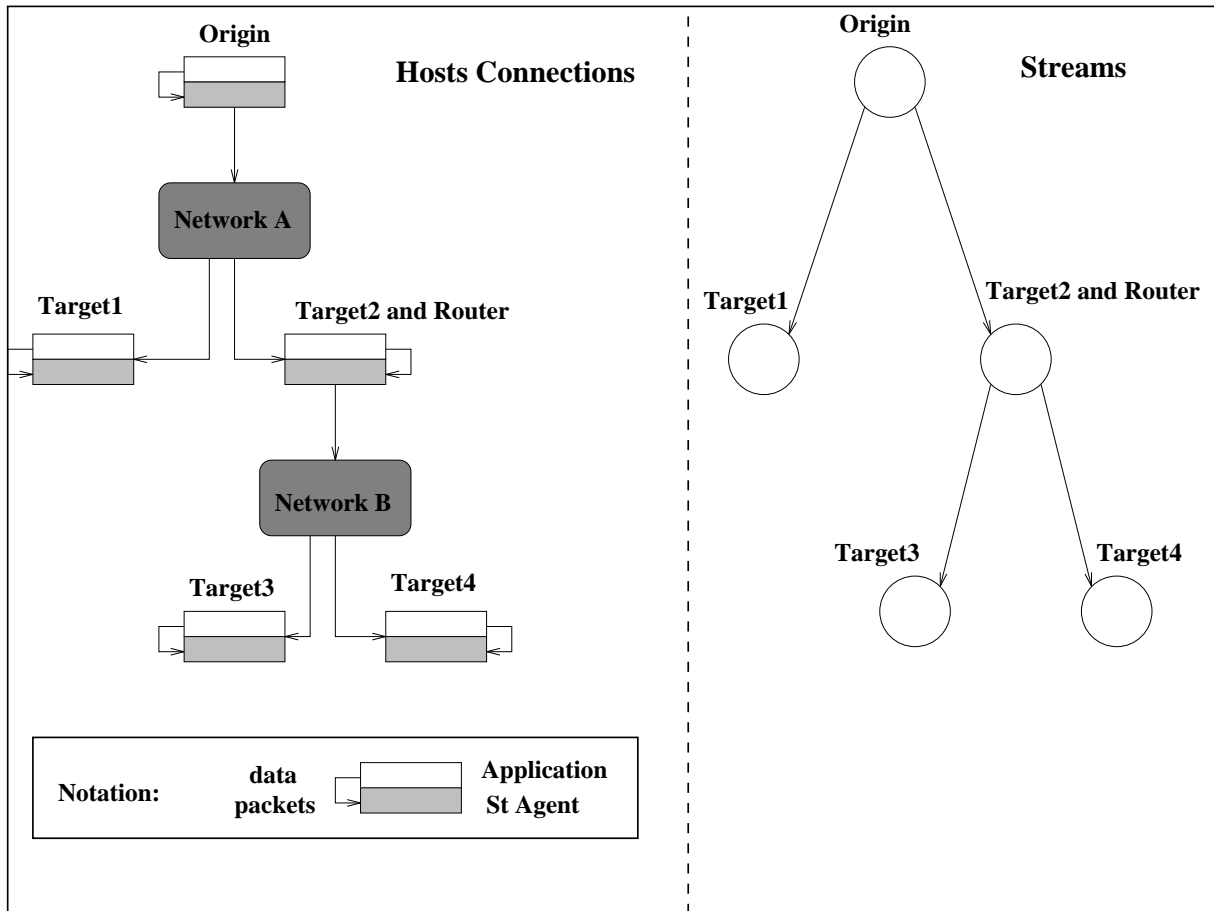 Origin
Hosts Connections
Network A
Target1
Target2 and Router
Network B
Target3
Target4
Notation:
data
packets
Application
St Agent
Origin
Streams
Target1
Target2 and Router
Target3
Target4